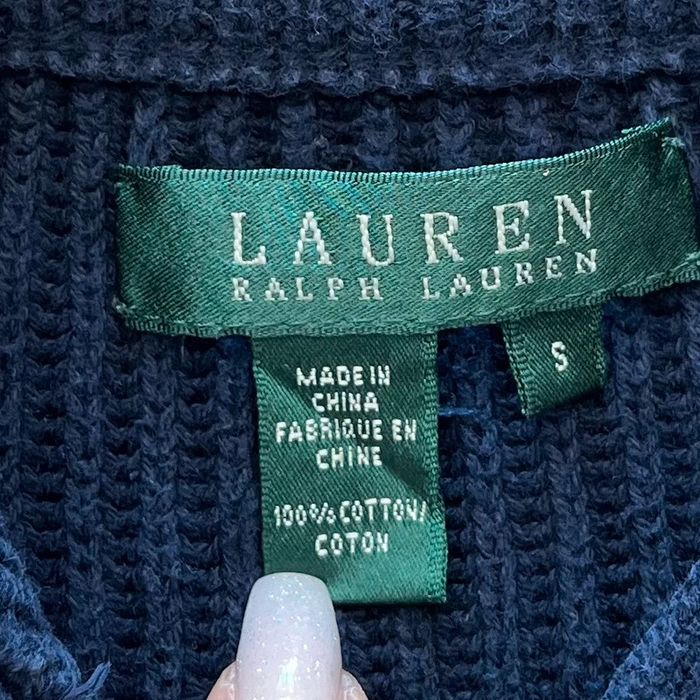 LAUREN
RALPH LAUREN
S
MADE IN
CHINA
FABRIQUE EN
CHINE
100% COTTON/
COTON